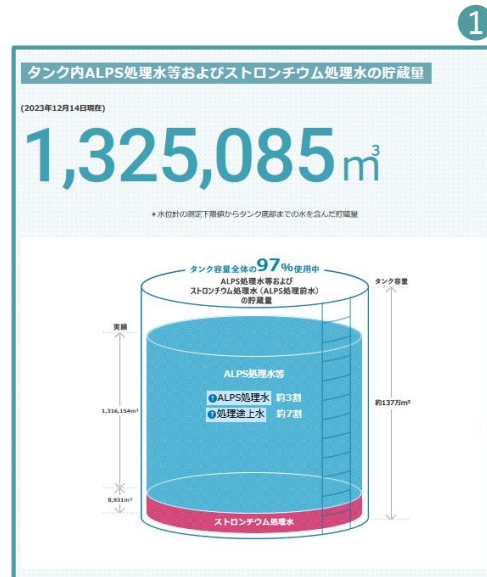 1
タンク内ALPS処理水等およびストロンチウム処理水の貯蔵量
(2023年12月14日現在)
1,325,085m³
*水位計の測定下限値からタンク底部までの水を含んだ貯蔵量
タンク容量全体の97%使用中
ALPS処理水等および
ストロンチウム処理水(ALPS処理前水)
の貯蔵量
タンク容量
実績
ALPS処理水等
ALPS処理水 約3割
処理途上水 約7割
1,316,154m³
約137万m³
8,931m³
ストロンチウム処理水